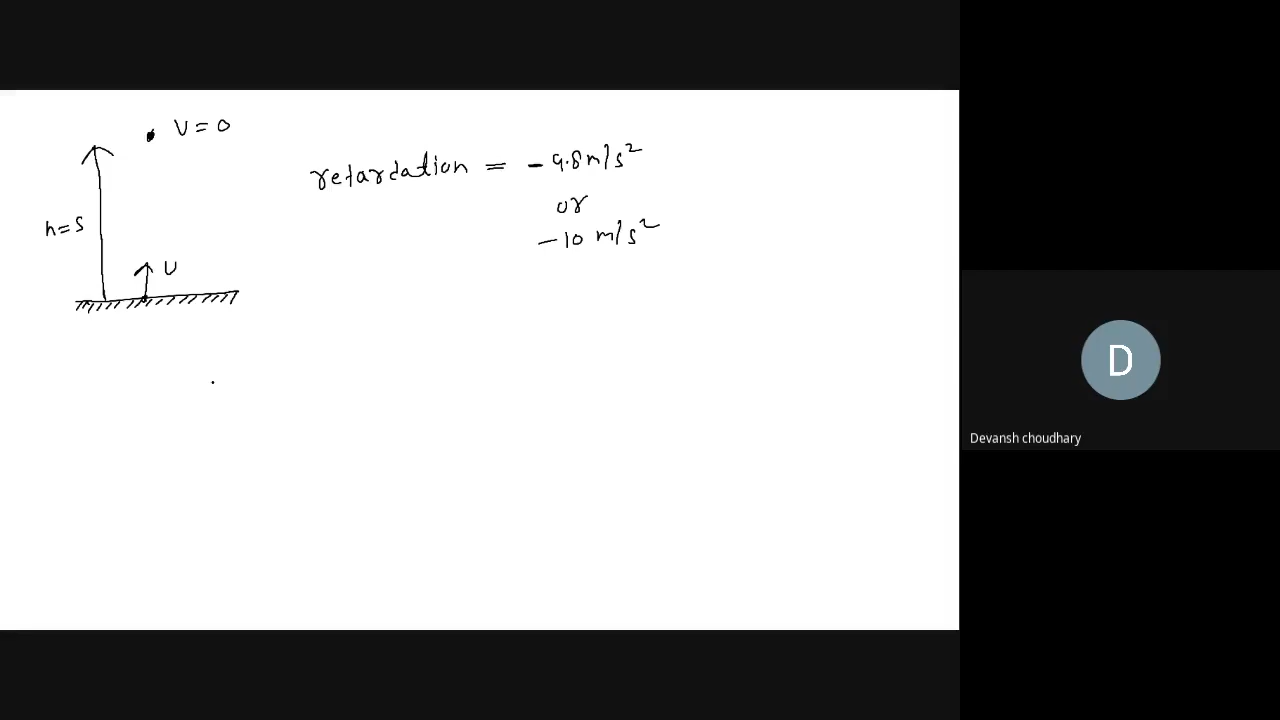 V = 0
retardation = - 9.8 m/s²
or
- 10 m/s²
h = S
U
D
Devansh choudhary